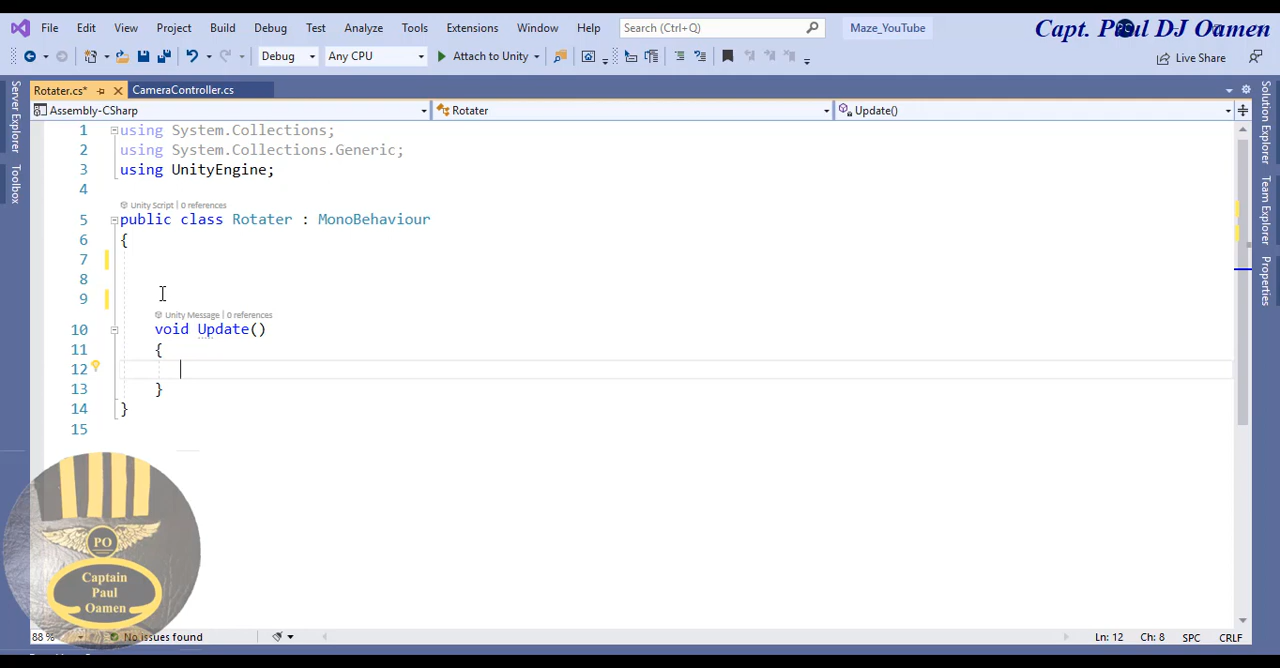 File Edit View Project Build Debug Test Analyze Tools Extensions Window Help Search (Ctrl+Q) Maze_YouTube
Capt. Paul DJ Oamen
Debug Any CPU Attach to Unity Live Share
Rotater.cs* CameraController.cs
Assembly-CSharp Rotater Update()
Server Explorer
Toolbox
Solution Explorer
Team Explorer
Properties
1 using System.Collections;
2 using System.Collections.Generic;
3 using UnityEngine;
4
Unity Script | 0 references
5 public class Rotater : MonoBehaviour
6 {
7
8
9
Unity Message | 0 references
10 void Update()
11 {
12
13 }
14 }
15
PO
Captain
Paul
Oamen
88 % No issues found Ln: 12 Ch: 8 SPC CRLF